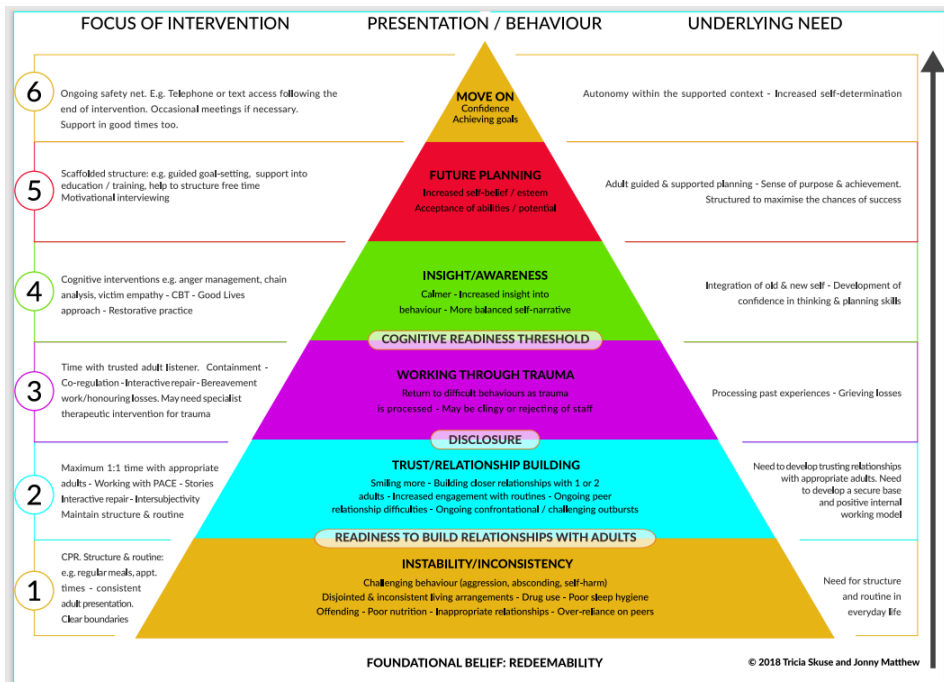 FOCUS OF INTERVENTION
PRESENTATION / BEHAVIOUR
UNDERLYING NEED
6
Ongoing safety net. E.g. Telephone or text access following the
end of intervention. Occasional meetings if necessary.
Support in good times too.
MOVE ON
Confidence
Achieving goals
Autonomy within the supported context - Increased self-determination
5
Scaffolded structure: e.g. guided goal-setting, support into
education / training, help to structure free time
Motivational interviewing
FUTURE PLANNING
Increased self-belief / esteem
Acceptance of abilities / potential
Adult guided & supported planning - Sense of purpose & achievement.
Structured to maximise the chances of success
4
Cognitive interventions e.g. anger management, chain
analysis, victim empathy - CBT - Good Lives
approach - Restorative practice
INSIGHT/AWARENESS
Calmer - Increased insight into
behaviour - More balanced self-narrative
Integration of old & new self - Development of
confidence in thinking & planning skills
COGNITIVE READINESS THRESHOLD
3
Time with trusted adult listener. Containment -
Co-regulation - Interactive repair - Bereavement
work/honouring losses. May need specialist
therapeutic intervention for trauma
WORKING THROUGH TRAUMA
Return to difficult behaviours as trauma
is processed - May be clingy or rejecting of staff
Processing past experiences - Grieving losses
DISCLOSURE
2
Maximum 1:1 time with appropriate
adults - Working with PACE - Stories
Interactive repair - Intersubjectivity
Maintain structure & routine
TRUST/RELATIONSHIP BUILDING
Smiling more - Building closer relationships with 1 or 2
adults - Increased engagement with routines - Ongoing peer
relationship difficulties - Ongoing confrontational / challenging outbursts
Need to develop trusting relationships
with appropriate adults. Need
to develop a secure base
and positive internal
working model
READINESS TO BUILD RELATIONSHIPS WITH ADULTS
1
CPR. Structure & routine:
e.g. regular meals, appt.
times - consistent
adult presentation.
Clear boundaries
INSTABILITY/INCONSISTENCY
Challenging behaviour (aggression, absconding, self-harm)
Disjointed & inconsistent living arrangements - Drug use - Poor sleep hygiene
Offending - Poor nutrition - Inappropriate relationships - Over-reliance on peers
Need for structure
and routine in
everyday life
FOUNDATIONAL BELIEF: REDEEMABILITY
© 2018 Tricia Skuse and Jonny Matthew